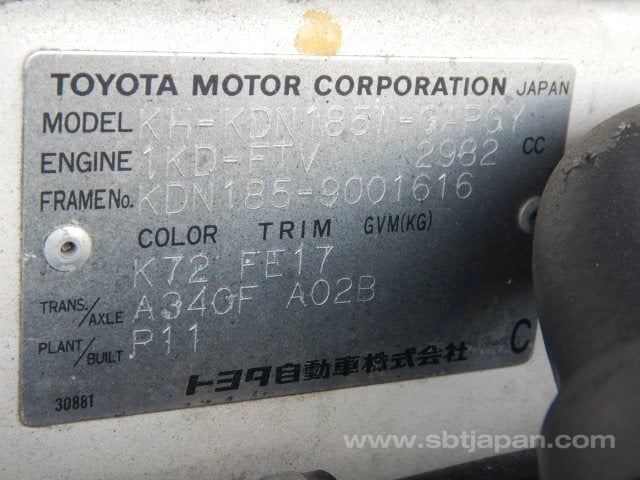 TOYOTA MOTOR CORPORATION JAPAN
MODEL KH-KDN185W-GKPGY
ENGINE 1KD-FTV 2982 CC
FRAME No. KDN185-9001616
COLOR TRIM GVM(KG)
K72 FE17
TRANS./AXLE A340F A02B
PLANT/BUILT P11
トヨタ自動車株式会社 C
30881
www.sbtjapan.com